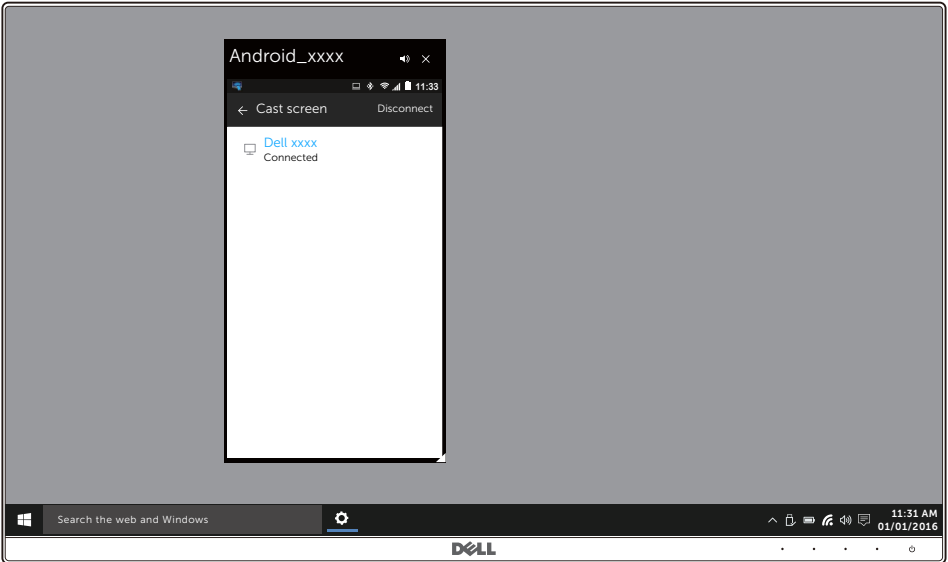 Android_xxxx
11:33
Cast screen Disconnect
Dell xxxx
Connected
Search the web and Windows
11:31 AM
01/01/2016
DELL